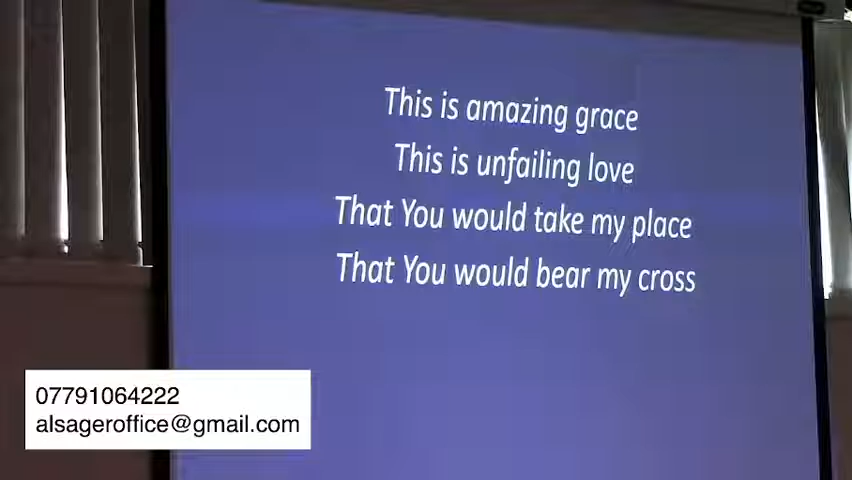 This is amazing grace
This is unfailing love
That You would take my place
That You would bear my cross
07791064222
alsageroffice@gmail.com